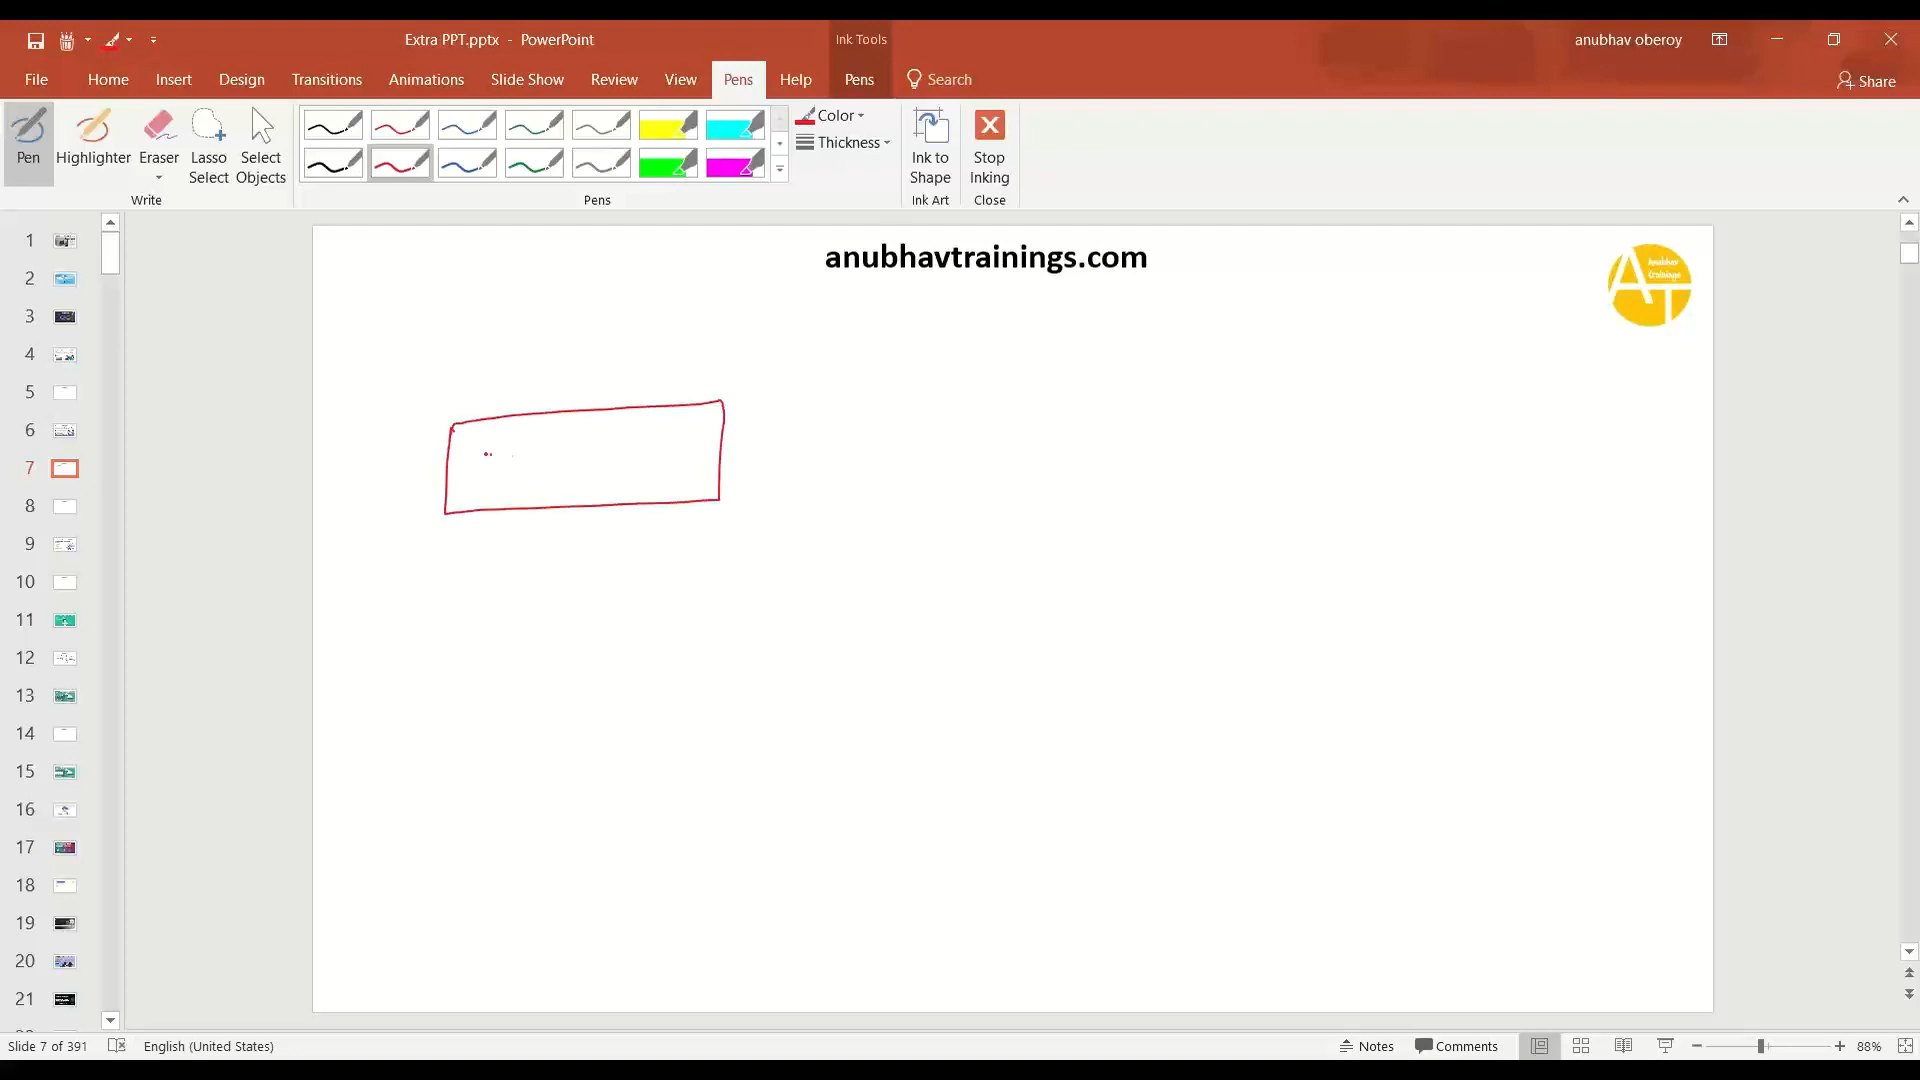 Extra PPT.pptx - PowerPoint
Ink Tools
anubhav oberoy
File
Home
Insert
Design
Transitions
Animations
Slide Show
Review
View
Pens
Help
Pens
Search
Share
Pen
Highlighter
Eraser
Lasso Select
Select Objects
Color
Thickness
Ink to Shape
Stop Inking
Write
Pens
Ink Art
Close
anubhavtrainings.com
Anubhav
trainings
AT
1
2
3
4
5
6
7
8
9
10
11
12
13
14
15
16
17
18
19
20
21
Slide 7 of 391
English (United States)
Notes
Comments
88%